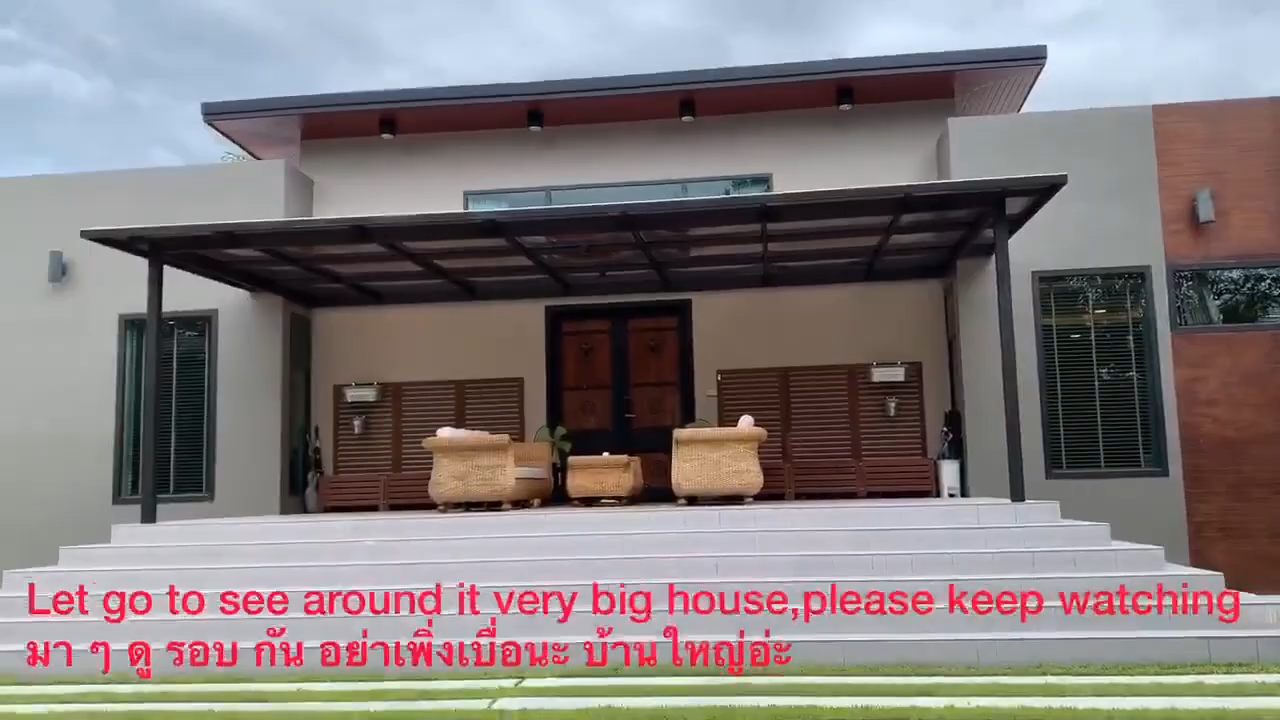 Let go to see around it very big house,please keep watching
มา ๆ ดู รอบ กัน อย่าเพิ่งเบื่อนะ บ้าน ใหญ่อ่ะ